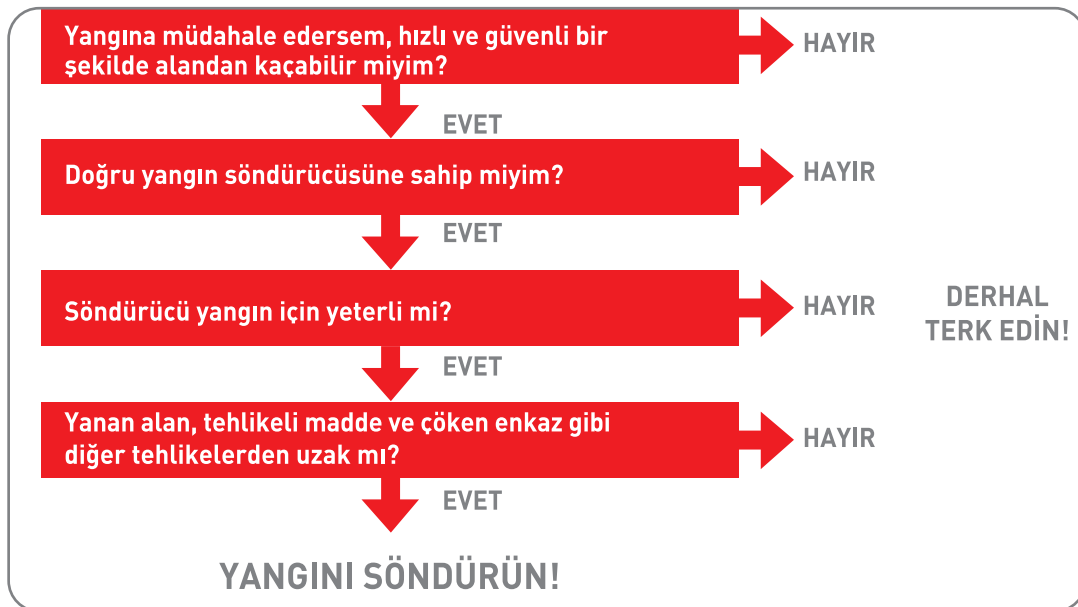 Yangına müdahale edersem, hızlı ve güvenli bir
şekilde alandan kaçabilir miyim?
HAYIR
EVET
Doğru yangın söndürücüsüne sahip miyim?
HAYIR
EVET
Söndürücü yangın için yeterli mi?
HAYIR
DERHAL
TERK EDİN!
EVET
Yanan alan, tehlikeli madde ve çöken enkaz gibi
diğer tehlikelerden uzak mı?
HAYIR
EVET
YANGINI SÖNDÜRÜN!